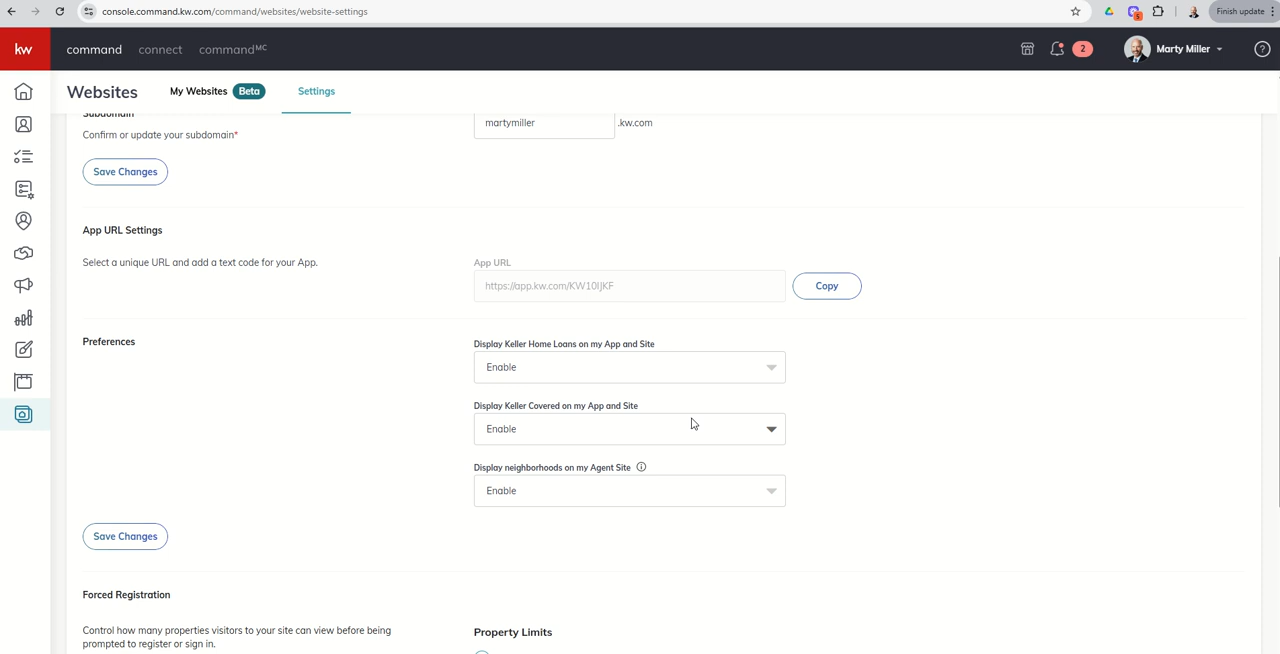 console.command.kw.com/command/websites/website-settings
5
Finish update
kw
command
connect
commandMC
2
Marty Miller
?
Websites
My Websites
Beta
Settings
Subdomain
Confirm or update your subdomain*
martymiller
.kw.com
Save Changes
App URL Settings
Select a unique URL and add a text code for your App.
App URL
https://app.kw.com/KW10IJKF
Copy
Preferences
Display Keller Home Loans on my App and Site
Enable
Display Keller Covered on my App and Site
Enable
Display neighborhoods on my Agent Site
Enable
Save Changes
Forced Registration
Control how many properties visitors to your site can view before being
prompted to register or sign in.
Property Limits